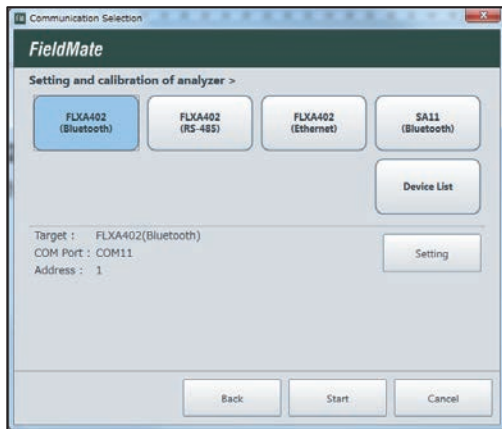 Communication Selection
FieldMate
Setting and calibration of analyzer >
FLXA402
(Bluetooth)
FLXA402
(RS-485)
FLXA402
(Ethernet)
SA11
(Bluetooth)
Device List
Target : FLXA402(Bluetooth)
COM Port : COM11
Address : 1
Setting
Back
Start
Cancel